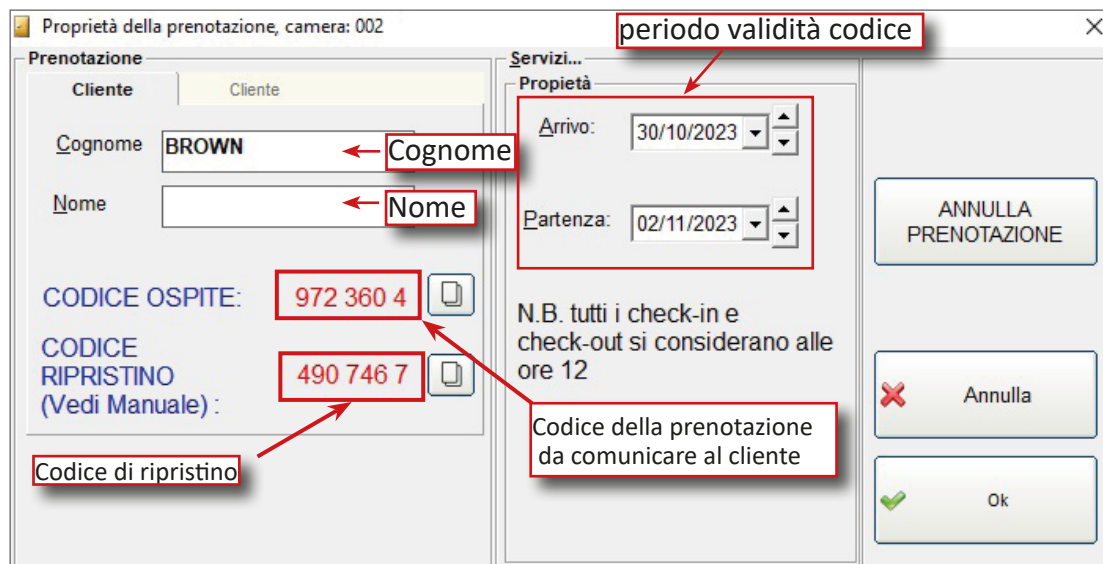 Proprietà della prenotazione, camera: 002
periodo validità codice
Prenotazione
Cliente
Cliente
Cognome
BROWN
Cognome
Nome
Nome
CODICE OSPITE:
972 360 4
CODICE
RIPRISTINO
(Vedi Manuale) :
490 746 7
Codice di ripristino
Servizi...
Propietà
Arrivo:
30/10/2023
Partenza:
02/11/2023
N.B. tutti i check-in e
check-out si considerano alle
ore 12
Codice della prenotazione
da comunicare al cliente
ANNULLA
PRENOTAZIONE
Annulla
Ok